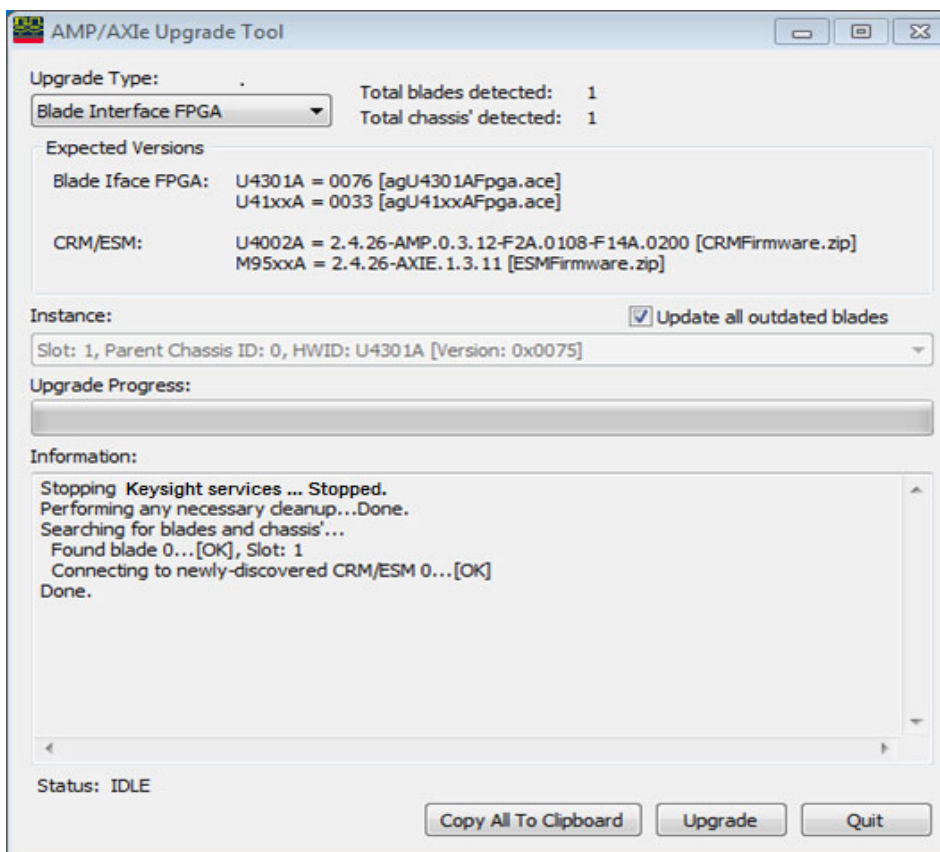 AMP/AXIe Upgrade Tool
Upgrade Type: .
Blade Interface FPGA
Total blades detected: 1
Total chassis' detected: 1
Expected Versions
Blade Iface FPGA: U4301A = 0076 [agU4301AFpga.ace]
U41xxA = 0033 [agU41xxAFpga.ace]
CRM/ESM: U4002A = 2.4.26-AMP.0.3.12-F2A.0108-F14A.0200 [CRMFirmware.zip]
M95xxA = 2.4.26-AXIE.1.3.11 [ESMFirmware.zip]
Instance:
Update all outdated blades
Slot: 1, Parent Chassis ID: 0, HWID: U4301A [Version: 0x0075]
Upgrade Progress:
Information:
Stopping Keysight services ... Stopped.
Performing any necessary cleanup...Done.
Searching for blades and chassis'...
Found blade 0...[OK], Slot: 1
Connecting to newly-discovered CRM/ESM 0...[OK]
Done.
Status: IDLE
Copy All To Clipboard
Upgrade
Quit